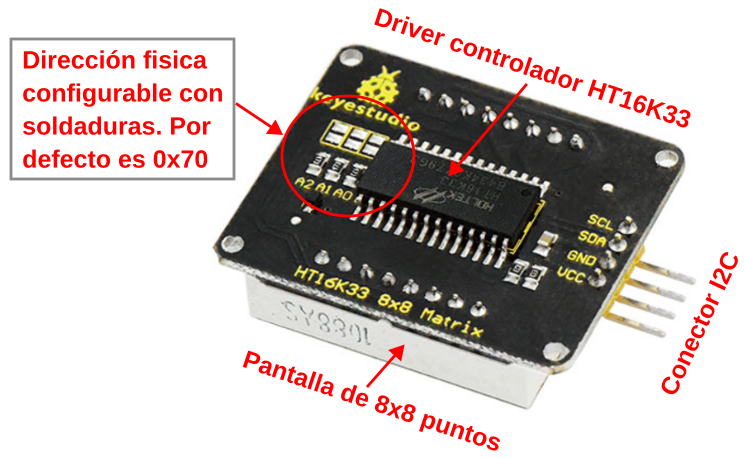 Driver controlador HT16K33
Dirección fisica
configurable con
soldaduras. Por
defecto es 0x70
keyestudio
A2 A1 A0
HOLTEK
HT16K33
SCL
SDA
GND
VCC
HT16K33 8x8 Matrix
Conector I2C
Pantalla de 8x8 puntos